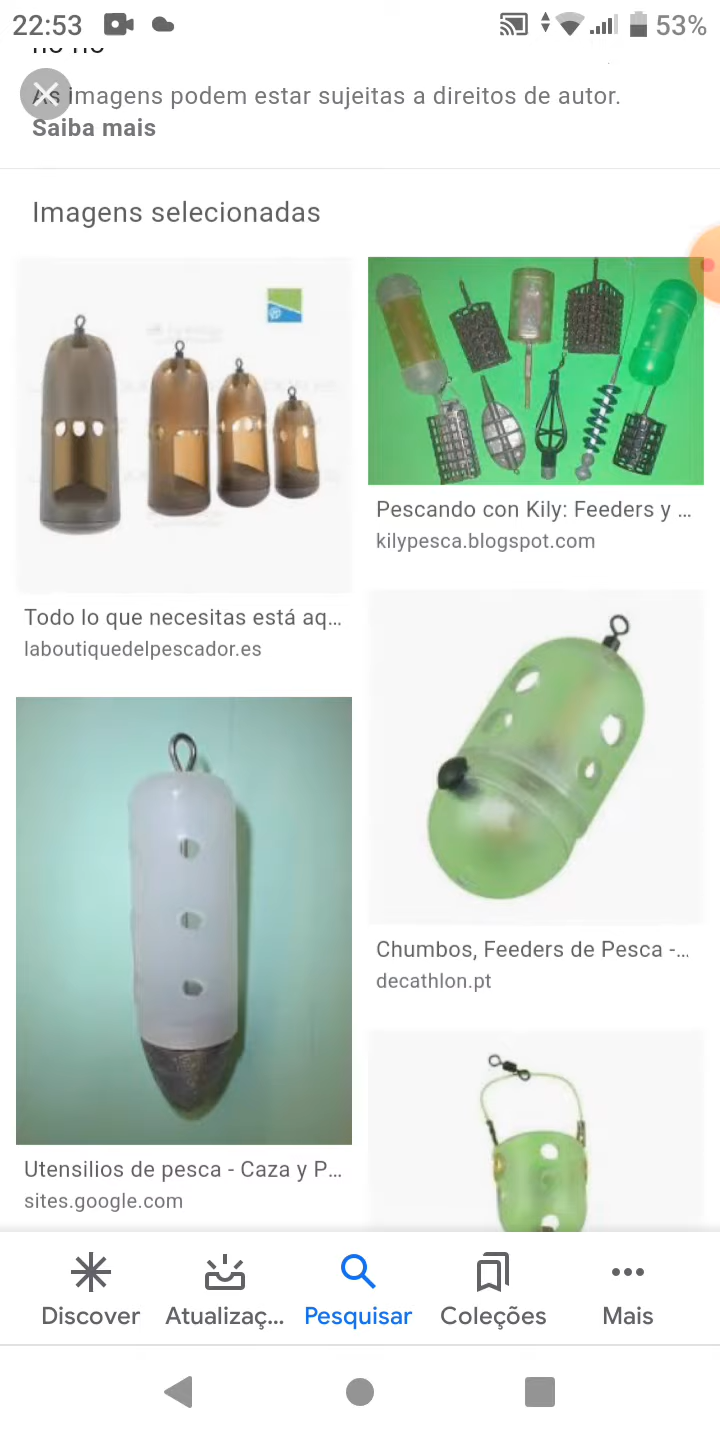 22:53
53%
As imagens podem estar sujeitas a direitos de autor.
Saiba mais
Imagens selecionadas
Todo lo que necesitas está aq...
laboutiquedelpescador.es
Pescando con Kily: Feeders y ...
kilypesca.blogspot.com
Utensilios de pesca - Caza y P...
sites.google.com
Chumbos, Feeders de Pesca -...
decathlon.pt
Discover
Atualizaç...
Pesquisar
Coleções
Mais